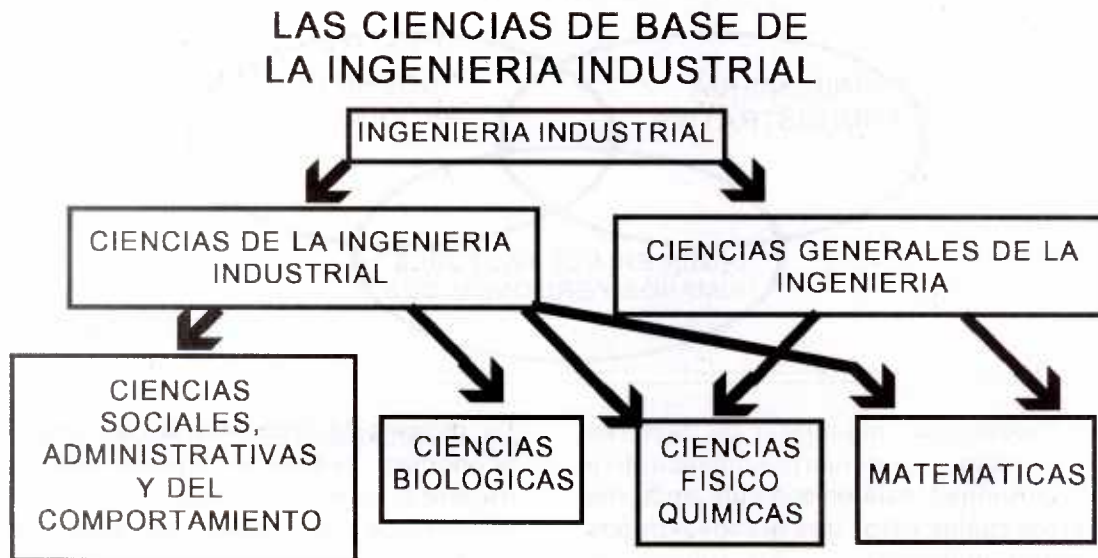 LAS CIENCIAS DE BASE DE
LA INGENIERIA INDUSTRIAL
INGENIERIA INDUSTRIAL
CIENCIAS DE LA INGENIERIA
INDUSTRIAL
CIENCIAS GENERALES DE LA
INGENIERIA
CIENCIAS
SOCIALES,
ADMINISTRATIVAS
Y DEL
COMPORTAMIENTO
CIENCIAS
BIOLOGICAS
CIENCIAS
FISICO
QUIMICAS
MATEMATICAS